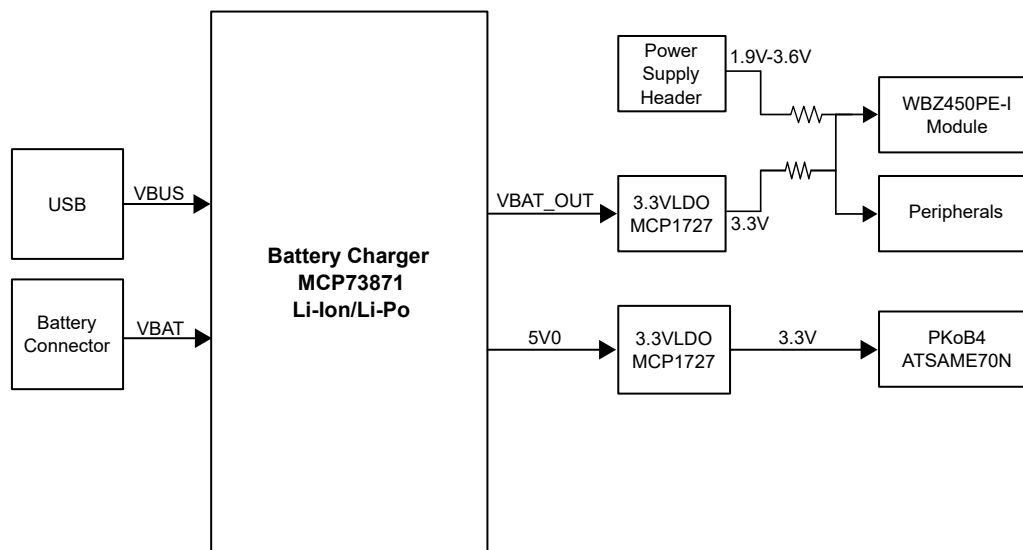 USB
VBUS
Battery
Connector
VBAT
Battery Charger
MCP73871
Li-Ion/Li-Po
VBAT_OUT
5V0
Power
Supply
Header
1.9V-3.6V
3.3VLDO
MCP1727
3.3V
WBZ450PE-I
Module
Peripherals
3.3VLDO
MCP1727
3.3V
PKoB4
ATSAME70N